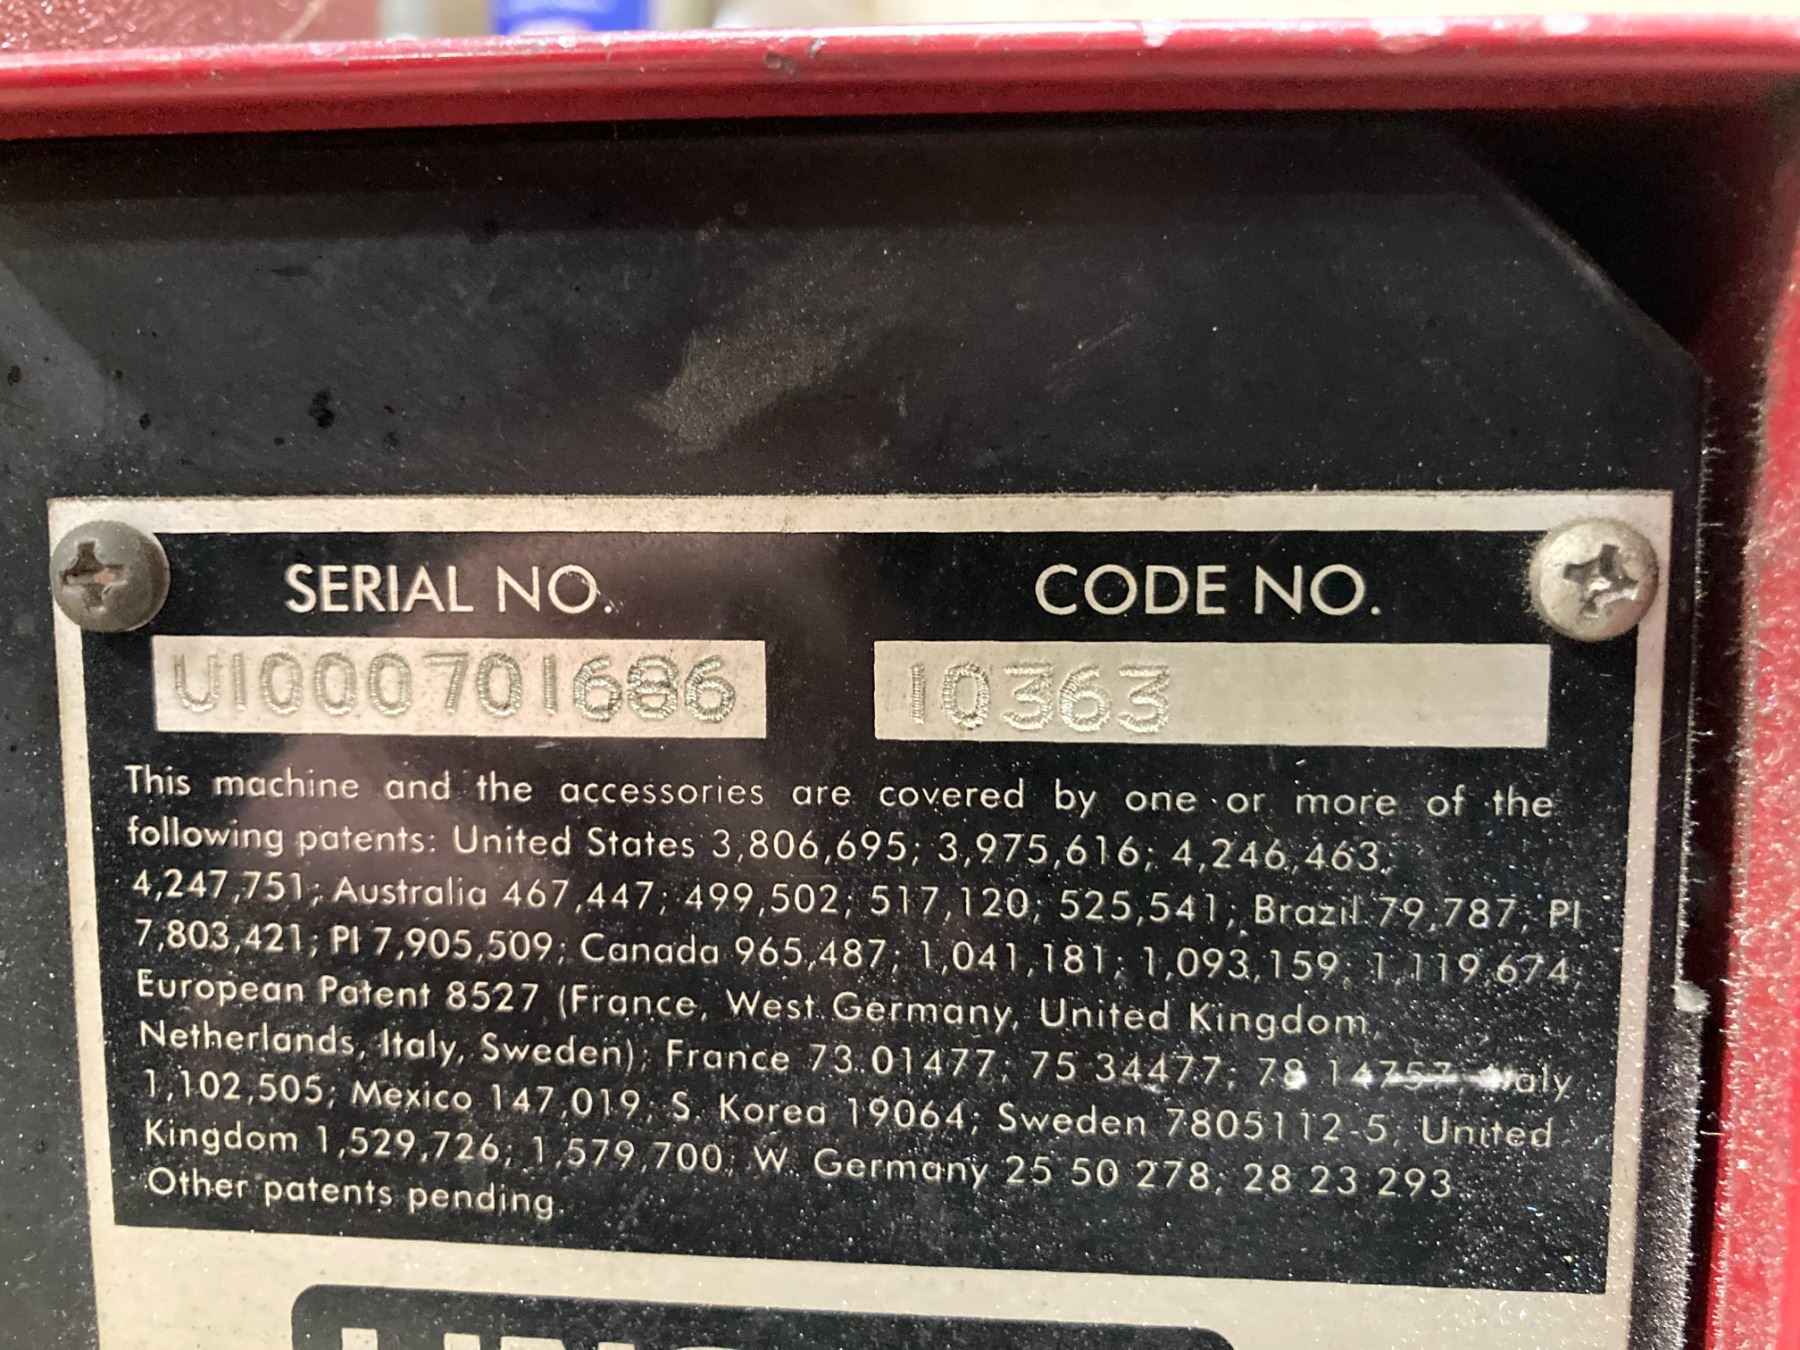 SERIAL NO. CODE NO.
U1000701686 10363
This machine and the accessories are covered by one or more of the
following patents: United States 3,806,695; 3,975,616; 4,246,463;
4,247,751; Australia 467,447; 499,502; 517,120; 525,541; Brazil 79,787; PI
7,803,421; PI 7,905,509; Canada 965,487; 1,041,181; 1,093,159; 1,119,674;
European Patent 8527 (France, West Germany, United Kingdom,
Netherlands, Italy, Sweden); France 73 01477; 75 34477; 78 14757; Italy
1,102,505; Mexico 147,019; S. Korea 19064; Sweden 7805112-5; United
Kingdom 1,529,726; 1,579,700; W. Germany 25 50 278; 28 23 293
Other patents pending.